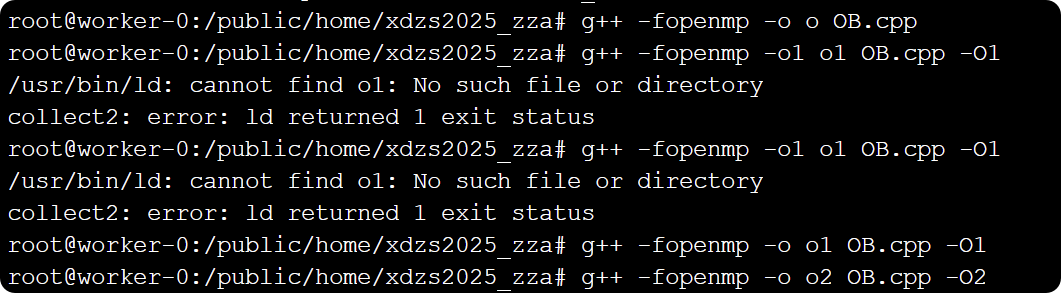 root@worker-0:/public/home/xdzs2025_zza# g++ -fopenmp -o o OB.cpp
root@worker-0:/public/home/xdzs2025_zza# g++ -fopenmp -o1 o1 OB.cpp -O1
/usr/bin/ld: cannot find o1: No such file or directory
collect2: error: ld returned 1 exit status
root@worker-0:/public/home/xdzs2025_zza# g++ -fopenmp -o1 o1 OB.cpp -O1
/usr/bin/ld: cannot find o1: No such file or directory
collect2: error: ld returned 1 exit status
root@worker-0:/public/home/xdzs2025_zza# g++ -fopenmp -o o1 OB.cpp -O1
root@worker-0:/public/home/xdzs2025_zza# g++ -fopenmp -o o2 OB.cpp -O2